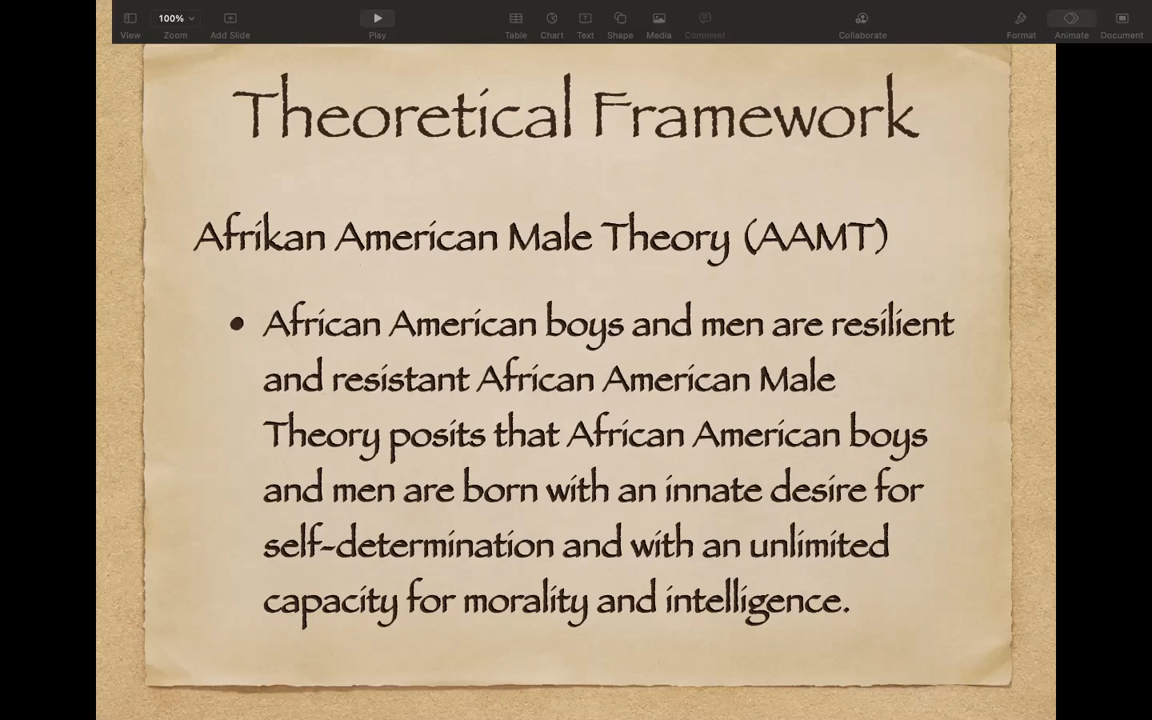 100%
View Zoom Add Slide Play Table Chart Text Shape Media Comment Collaborate Format Animate Document
Theoretical Framework
Afrikan American Male Theory (AAMT)
• African American boys and men are resilient
and resistant African American Male
Theory posits that African American boys
and men are born with an innate desire for
self-determination and with an unlimited
capacity for morality and intelligence.